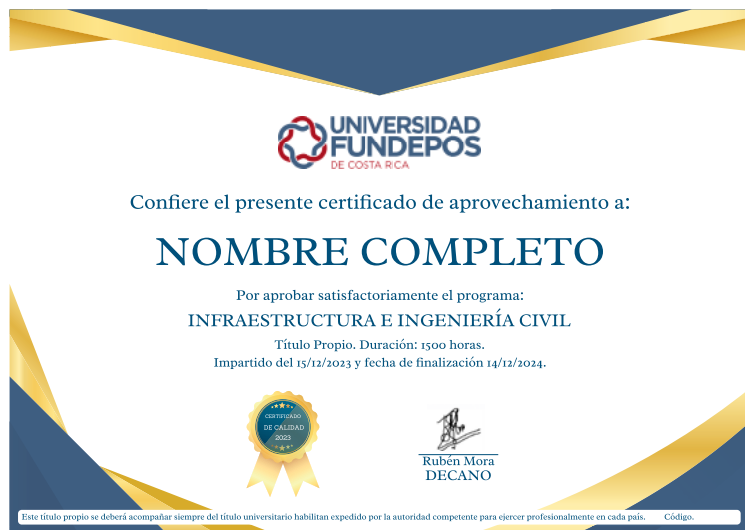 UNIVERSIDAD
FUNDEPOS
DE COSTA RICA
Confiere el presente certificado de aprovechamiento a:
NOMBRE COMPLETO
Por aprobar satisfactoriamente el programa:
INFRAESTRUCTURA E INGENIERÍA CIVIL
Título Propio. Duración: 1500 horas.
Impartido del 15/12/2023 y fecha de finalización 14/12/2024.
CERTIFICADO
DE CALIDAD
2023
Rubén Mora
DECANO
Este título propio se deberá acompañar siempre del título universitario habilitan expedido por la autoridad competente para ejercer profesionalmente en cada país. Código.